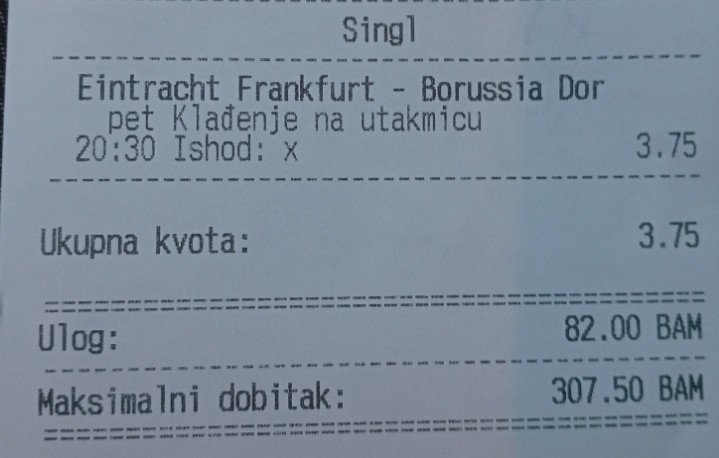 Singl
Eintracht Frankfurt - Borussia Dor
pet Klađenje na utakmicu
20:30 Ishod: x 3.75
Ukupna kvota: 3.75
Ulog: 82.00 BAM
Maksimalni dobitak: 307.50 BAM